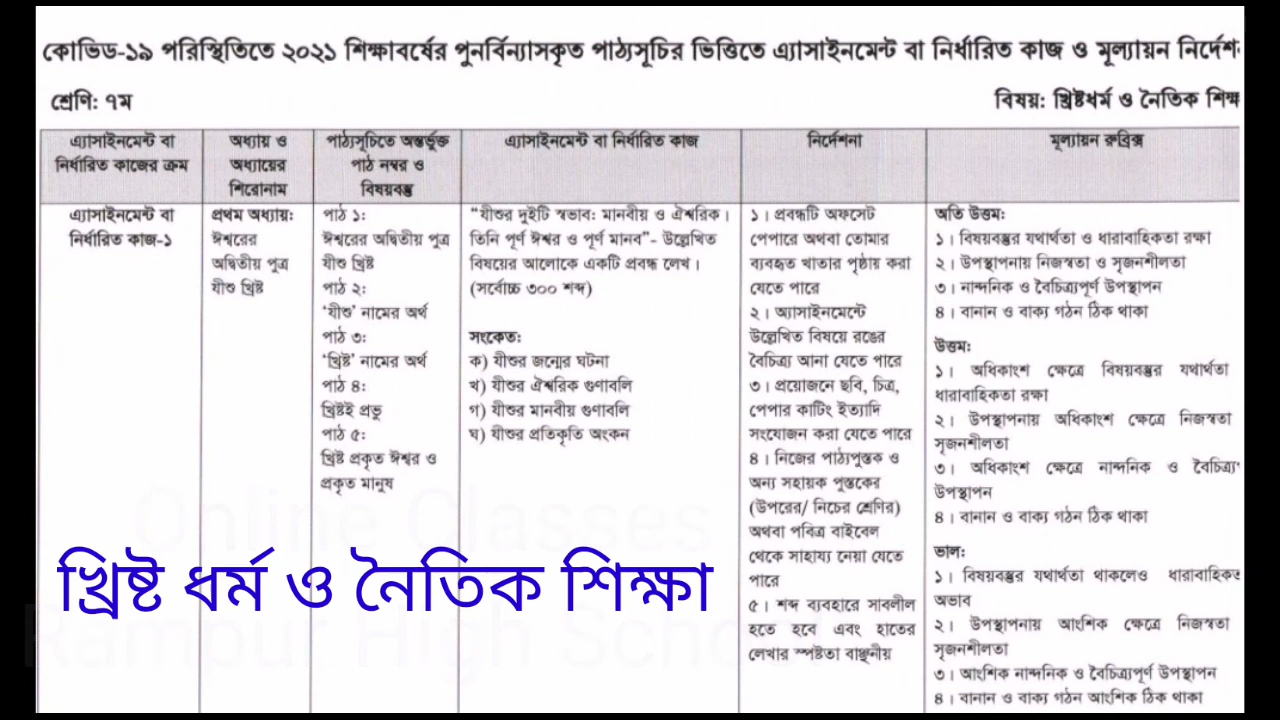 কোভিড-১৯ পরিস্থিতিতে ২০২১ শিক্ষাবর্ষের পুনর্বিন্যাসকৃত পাঠ্যসূচির ভিত্তিতে এ্যাসাইনমেন্ট বা নির্ধারিত কাজ ও মূল্যায়ন নির্দেশ
শ্রেণি: ৭ম
বিষয়: খ্রিষ্টধর্ম ও নৈতিক শিক্ষ
এ্যাসাইনমেন্ট বা
নির্ধারিত কাজের ক্রম
অধ্যায় ও
অধ্যায়ের
শিরোনাম
পাঠ্যসূচিতে অন্তর্ভুক্ত
পাঠ নম্বর ও
বিষয়বস্তু
এ্যাসাইনমেন্ট বা নির্ধারিত কাজ
নির্দেশনা
মূল্যায়ন রুব্রিক্স
এ্যাসাইনমেন্ট বা
নির্ধারিত কাজ-১
প্রথম অধ্যায়:
ঈশ্বরের
অদ্বিতীয় পুত্র
যীশু খ্রিষ্ট
পাঠ ১:
ঈশ্বরের অদ্বিতীয় পুত্র
যীশু খ্রিষ্ট
পাঠ ২:
‘যীশু’ নামের অর্থ
পাঠ ৩:
‘খ্রিষ্ট’ নামের অর্থ
পাঠ ৪:
খ্রিষ্টই প্রভু
পাঠ ৫:
খ্রিষ্ট প্রকৃত ঈশ্বর ও
প্রকৃত মানুষ
“যীশুর দুইটি স্বভাব: মানবীয় ও ঐশ্বরিক।
তিনি পূর্ণ ঈশ্বর ও পূর্ণ মানব”- উল্লেখিত
বিষয়ের আলোকে একটি প্রবন্ধ লেখ।
(সর্বোচ্চ ৩০০ শব্দ)
সংকেত:
ক) যীশুর জন্মের ঘটনা
খ) যীশুর ঐশ্বরিক গুণাবলি
গ) যীশুর মানবীয় গুণাবলি
ঘ) যীশুর প্রতিকৃতি অংকন
১। প্রবন্ধটি অফসেট
পেপারে অথবা তোমার
ব্যবহৃত খাতার পৃষ্ঠায় করা
যেতে পারে
২। অ্যাসাইনমেন্টে
উল্লেখিত বিষয়ে রঙের
বৈচিত্র্য আনা যেতে পারে
৩। প্রয়োজনে ছবি, চিত্র,
পেপার কাটিং ইত্যাদি
সংযোজন করা যেতে পারে
৪। নিজের পাঠ্যপুস্তক ও
অন্য সহায়ক পুস্তকের
(উপরের/ নিচের শ্রেণির)
অথবা পবিত্র বাইবেল
থেকে সাহায্য নেয়া যেতে
পারে
৫। শব্দ ব্যবহারে সাবলীল
হতে হবে এবং হাতের
লেখার স্পষ্টতা বাঞ্ছনীয়
অতি উত্তম:
১। বিষয়বস্তুর যথার্থতা ও ধারাবাহিকতা রক্ষা
২। উপস্থাপনায় নিজস্বতা ও সৃজনশীলতা
৩। নান্দনিক ও বৈচিত্র্যপূর্ণ উপস্থাপন
৪। বানান ও বাক্য গঠন ঠিক থাকা
উত্তম:
১। অধিকাংশ ক্ষেত্রে বিষয়বস্তুর যথার্থতা
ধারাবাহিকতা রক্ষা
২। উপস্থাপনায় অধিকাংশ ক্ষেত্রে নিজস্বতা
সৃজনশীলতা
৩। অধিকাংশ ক্ষেত্রে নান্দনিক ও বৈচিত্র্য
উপস্থাপন
৪। বানান ও বাক্য গঠন ঠিক থাকা
ভাল:
১। বিষয়বস্তুর যথার্থতা থাকলেও ধারাবাহিকত
অভাব
২। উপস্থাপনায় আংশিক ক্ষেত্রে নিজস্বতা
সৃজনশীলতা
৩। আংশিক নান্দনিক ও বৈচিত্র্যপূর্ণ উপস্থাপন
৪। বানান ও বাক্য গঠন আংশিক ঠিক থাকা
Online Classes
খ্রিষ্ট ধর্ম ও নৈতিক শিক্ষা
Rampur High School